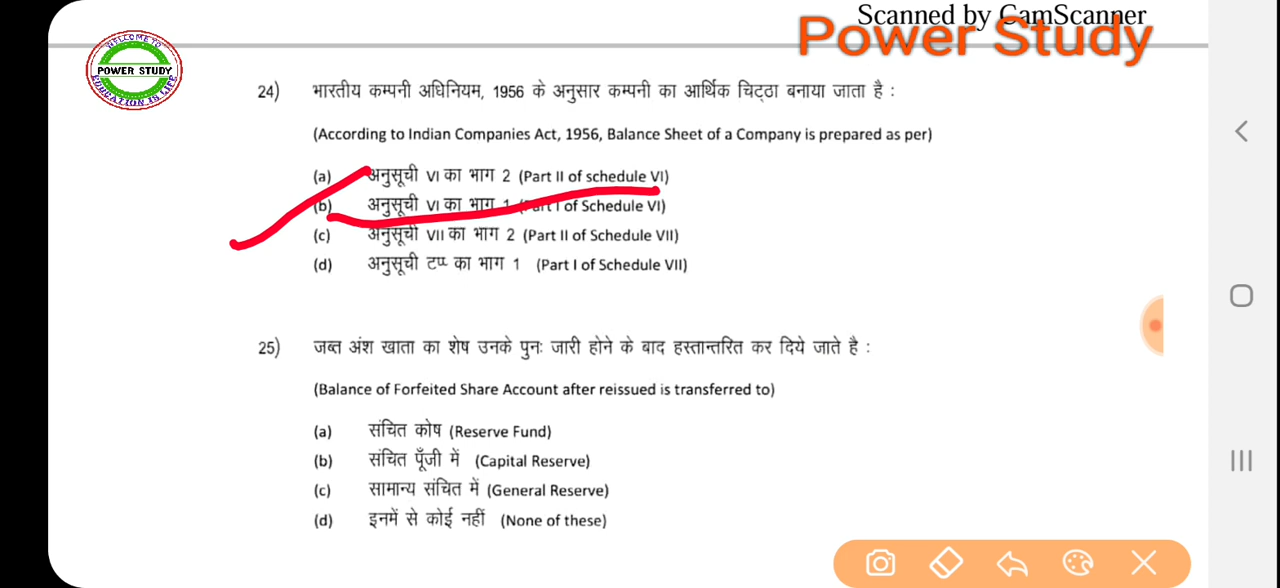 Scanned by CamScanner
Power Study
WELCOME TO
POWER STUDY
EDUCATION IS LIFE
24) भारतीय कम्पनी अधिनियम, 1956 के अनुसार कम्पनी का आर्थिक चिट्ठा बनाया जाता है :
(According to Indian Companies Act, 1956, Balance Sheet of a Company is prepared as per)
(a) अनुसूची VI का भाग 2 (Part II of schedule VI)
(b) अनुसूची VI का भाग 1 (Part I of Schedule VI)
(c) अनुसूची VII का भाग 2 (Part II of Schedule VII)
(d) अनुसूची टप्प का भाग 1 (Part I of Schedule VII)
25) जब्त अंश खाता का शेष उनके पुनः जारी होने के बाद हस्तान्तरित कर दिये जाते है :
(Balance of Forfeited Share Account after reissued is transferred to)
(a) संचित कोष (Reserve Fund)
(b) संचित पूँजी में (Capital Reserve)
(c) सामान्य संचित में (General Reserve)
(d) इनमें से कोई नहीं (None of these)